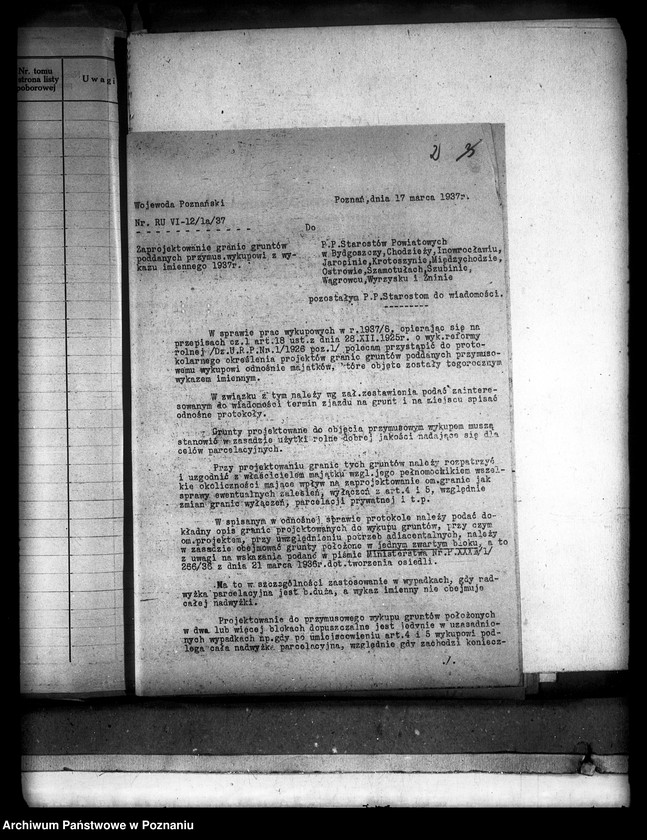 Nr. tomu
strona listy
poborowej
Uwagi
2)
Wojewoda Poznański
Poznań,dnia 17 marca 1937r.
Nr. RU VI-12/1a/37
Do
Zaprojektowanie granic gruntów
poddanych przymus.wykupowi z wy-
kazu imiennego 1937r.
P.P.Starostów Powiatowych
w Bydgoszczy,Chodzieży,Inowrocławiu,
Jarocinie,Krotoszynie,Międzychodzie,
Ostrowie,Szamotułach,Szubinie,
Wągrowcu,Wyrzysku i Żninie
pozostałym P.P.Starostom do wiadomości.
W sprawie prac wykupowych w r.1937/8, opierając się na
przepisach cz.1 art.18 ust.z dnia 28.XII.1925r. o wyk.reformy
rolnej /Dz.U.R.P.Nr.1/1926 poz.1/ polecam przystąpić do proto-
kolarnego określenia projektów granic gruntów poddanych przymuso-
wemu wykupowi odnośnie majątków, które objęte zostały tegorocznym
wykazem imiennym.
W związku z tym należy wg zał.zestawienia podać zaintere-
sowanym do wiadomości termin zjazdu na grunt i na miejscu spisać
odnośne protokoły.
Grunty projektowane do objęcia przymusowym wykupem muszą
stanowić w zasadzie użytki rolne dobrej jakości nadające się dla
celów parcelacyjnych.
Przy projektowaniu granic tych gruntów należy rozpatrzyć
i uzgodnić z właścicielem majątku wzgl.jego pełnomocnikiem wszel-
kie okoliczności mające wpływ na zaprojektowanie om.granic jak
sprawy ewentualnych zalesień, wyłączeń z art.4 i 5, względnie
zmian granic wyłączeń, parcelacji prywatnej i t.p.
W spisanym w odnośnej sprawie protokole należy podać do-
kładny opis granic projektowanych do wykupu gruntów, przy czym
om.projektem, przy uwzględnieniu potrzeb adiacentalnych, należy
w zasadzie obejmować grunty położone w jednym zwartym bloku, a to
z uwagi na wskazania podane w piśmie Ministerstwa
266/36 z dnia 21 marca 1936r.dot.tworzenia osiedli.
Ma to w szczególności zastosowanie w wypadkach, gdy nad-
wyżka parcelacyjna jest b.duża, a wykaz imienny nie obejmuje
całej nadwyżki.
Projektowanie do przymusowego wykupu gruntów położonych
w dwu lub więcej blokach dopuszczalne jest jedynie w uzasadnio-
nych wypadkach np.gdy po umiejscowieniu art.4 i 5 wykupowi pod-
lega cała nadwyżka parcelacyjna, względnie gdy zachodzi koniecz-
./.
Archiwum Państwowe w Poznaniu